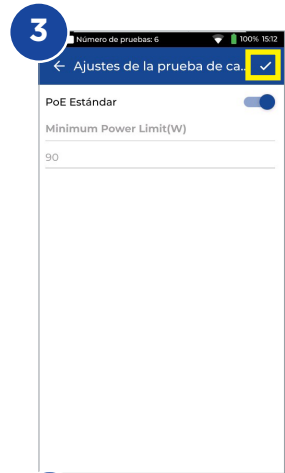 3
Número de pruebas: 6 100% 15:12
Ajustes de la prueba de ca..
PoE Estándar
Minimum Power Limit(W)
90